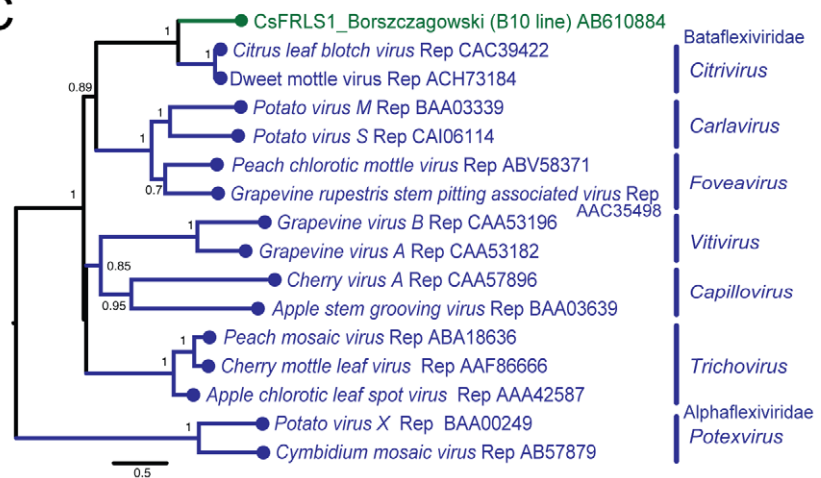 C
CsFRLS1_Borszczagowski (B10 line) AB610884
Bataflexiviridae
Citrus leaf blotch virus Rep CAC39422
Dweet mottle virus Rep ACH73184
Citrivirus
Potato virus M Rep BAA03339
Potato virus S Rep CAI06114
Carlavirus
Peach chlorotic mottle virus Rep ABV58371
Grapevine rupestris stem pitting associated virus Rep
AAC35498
Foveavirus
Grapevine virus B Rep CAA53196
Grapevine virus A Rep CAA53182
Vitivirus
Cherry virus A Rep CAA57896
Apple stem grooving virus Rep BAA03639
Capillovirus
Peach mosaic virus Rep ABA18636
Cherry mottle leaf virus Rep AAF86666
Apple chlorotic leaf spot virus Rep AAA42587
Trichovirus
Alphaflexiviridae
Potato virus X Rep BAA00249
Cymbidium mosaic virus Rep AB57879
Potexvirus
1
1
0.89
1
1
0.7
1
1
0.85
0.95
1
1
1
0.5